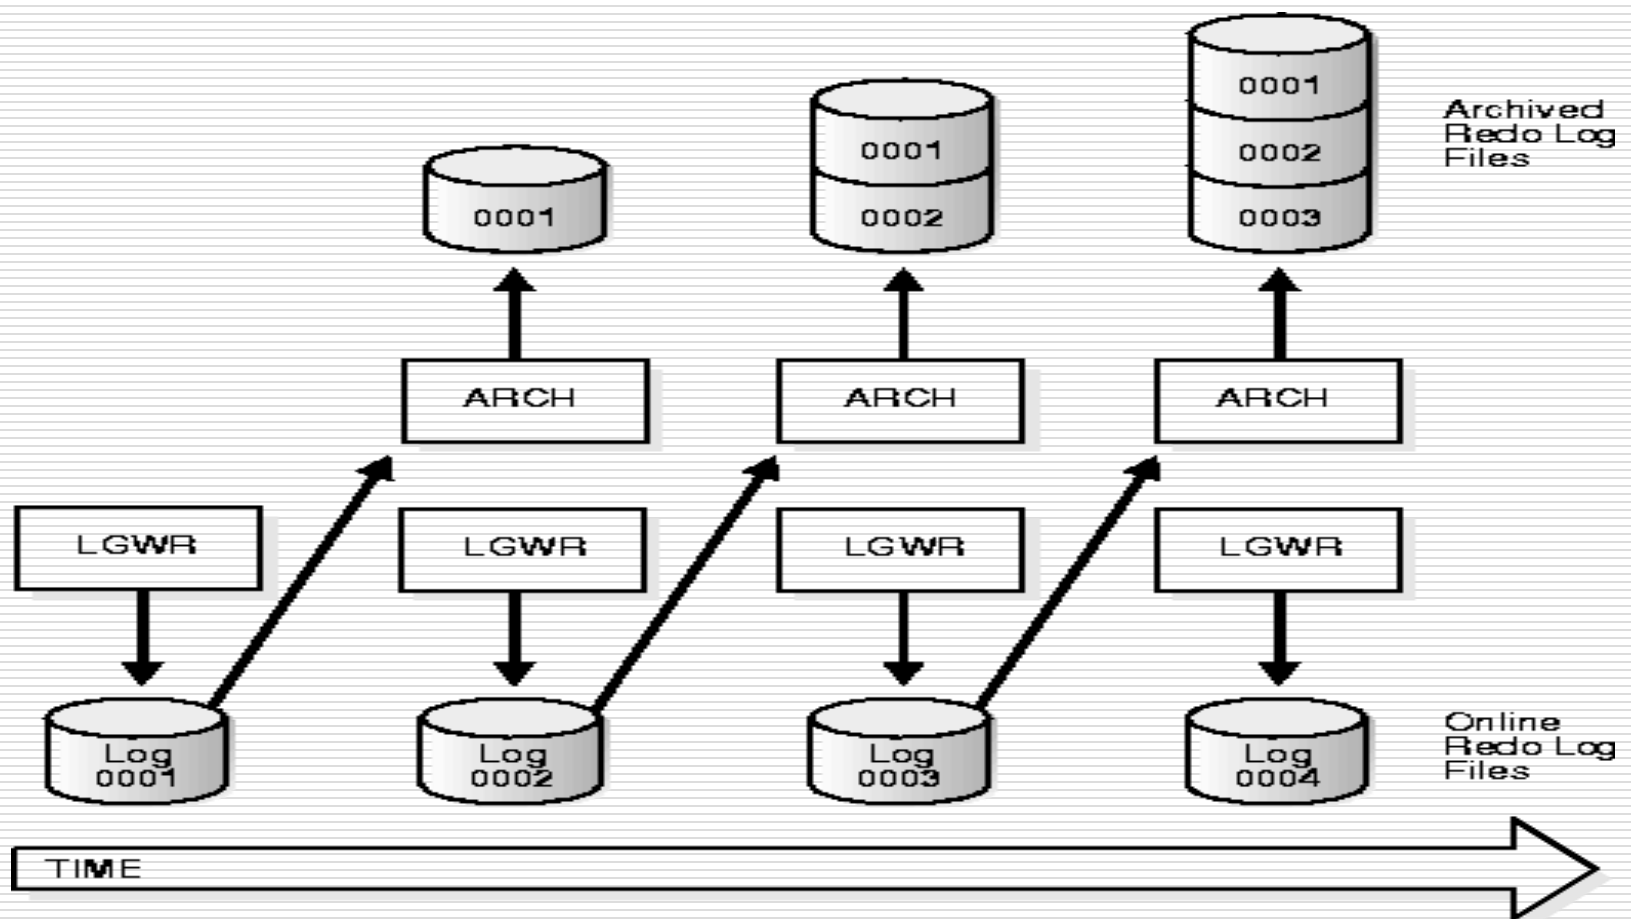 0001
0001
0002
0001
0002
0003
Archived
Redo Log
Files
ARCH
ARCH
ARCH
LGWR
LGWR
LGWR
LGWR
Log
0001
Log
0002
Log
0003
Log
0004
Online
Redo Log
Files
TIME